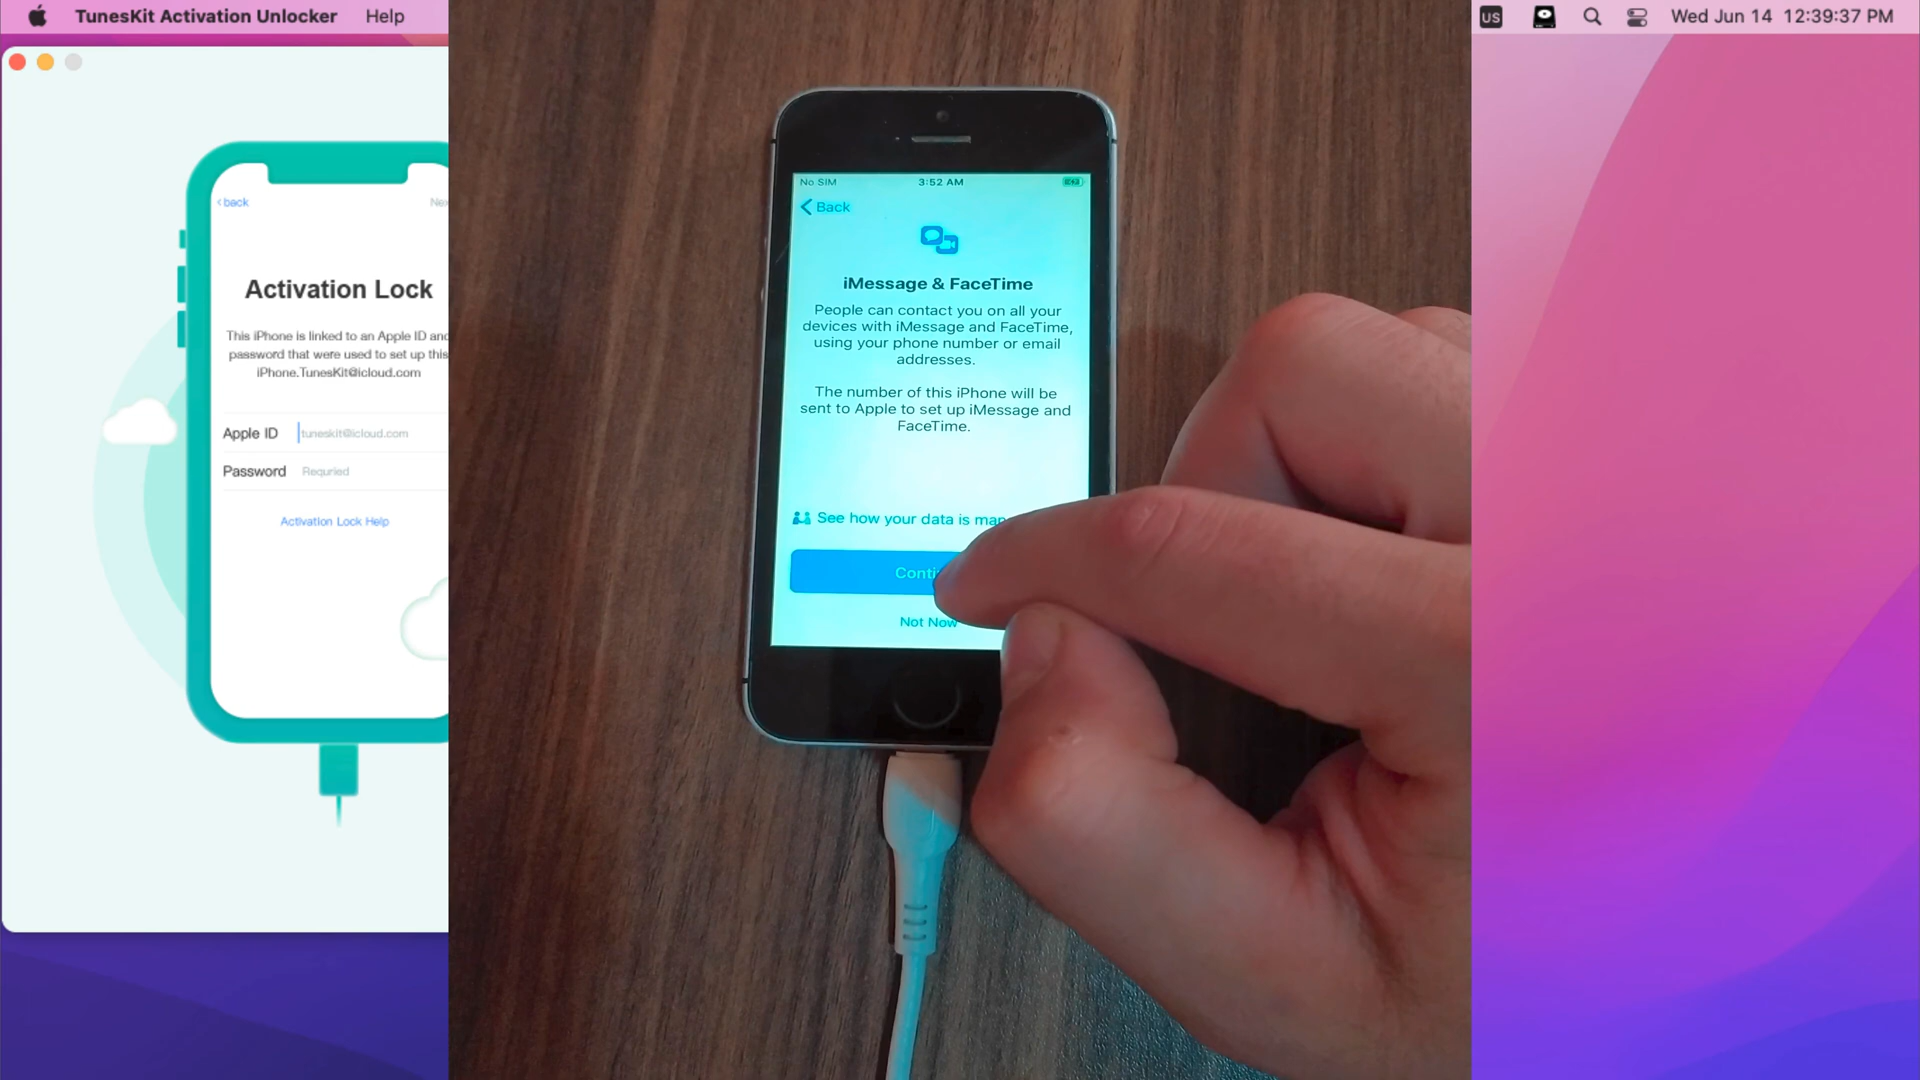 TunesKit Activation Unlocker Help
US
Wed Jun 14 12:39:37 PM
back
Activation Lock
This iPhone is linked to an Apple ID and
password that were used to set up this
iPhone.TunesKit@icloud.com
Apple ID tuneskit@icloud.com
Password Requried
Activation Lock Help
No SIM 3:52 AM
Back
iMessage & FaceTime
People can contact you on all your
devices with iMessage and FaceTime,
using your phone number or email
addresses.
The number of this iPhone will be
sent to Apple to set up iMessage and
FaceTime.
See how your data is
Not Now